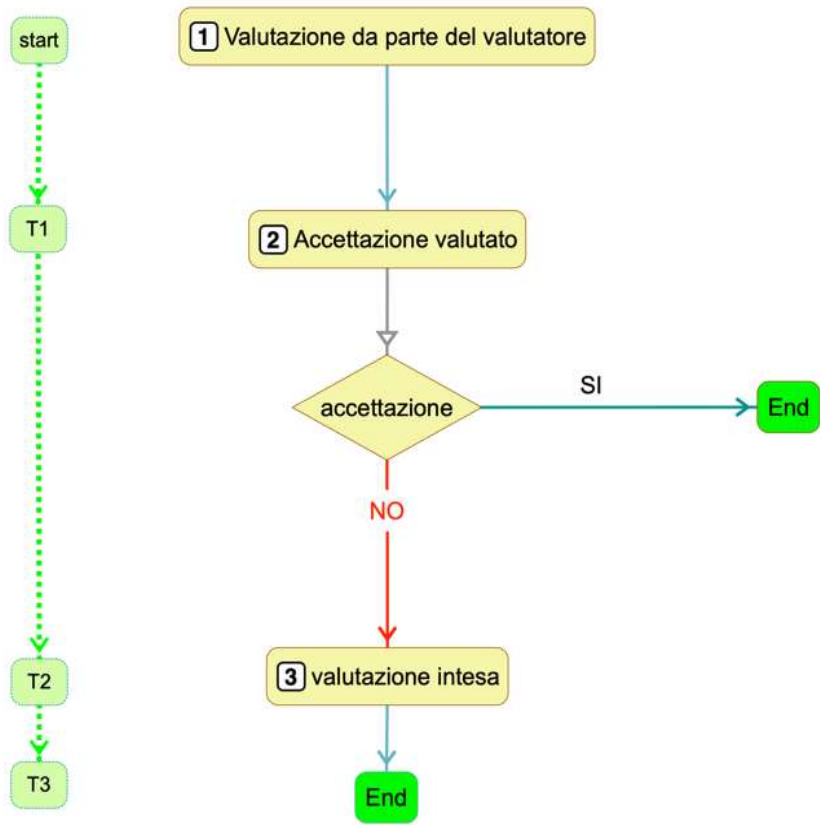 start
1 Valutazione da parte del valutatore
T1
2 Accettazione valutato
accettazione
SI
End
NO
T2
3 valutazione intesa
T3
End